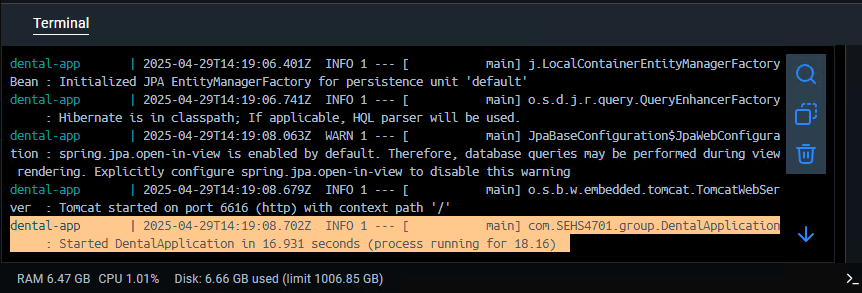 Terminal
dental-app      | 2025-04-29T14:19:06.401Z  INFO 1 --- [           main] j.LocalContainerEntityManagerFactory
Bean : Initialized JPA EntityManagerFactory for persistence unit 'default'
dental-app      | 2025-04-29T14:19:06.741Z  INFO 1 --- [           main] o.s.d.j.r.query.QueryEnhancerFactory
     : Hibernate is in classpath; If applicable, HQL parser will be used.
dental-app      | 2025-04-29T14:19:08.063Z  WARN 1 --- [           main] JpaBaseConfiguration$JpaWebConfigura
tion : spring.jpa.open-in-view is enabled by default. Therefore, database queries may be performed during view
 rendering. Explicitly configure spring.jpa.open-in-view to disable this warning
dental-app      | 2025-04-29T14:19:08.679Z  INFO 1 --- [           main] o.s.b.w.embedded.tomcat.TomcatWebSer
ver  : Tomcat started on port 6616 (http) with context path '/'
dental-app      | 2025-04-29T14:19:08.702Z  INFO 1 --- [           main] com.SEHS4701.group.DentalApplication
     : Started DentalApplication in 16.931 seconds (process running for 18.16)
RAM 6.47 GB CPU 1.01% Disk: 6.66 GB used (limit 1006.85 GB)